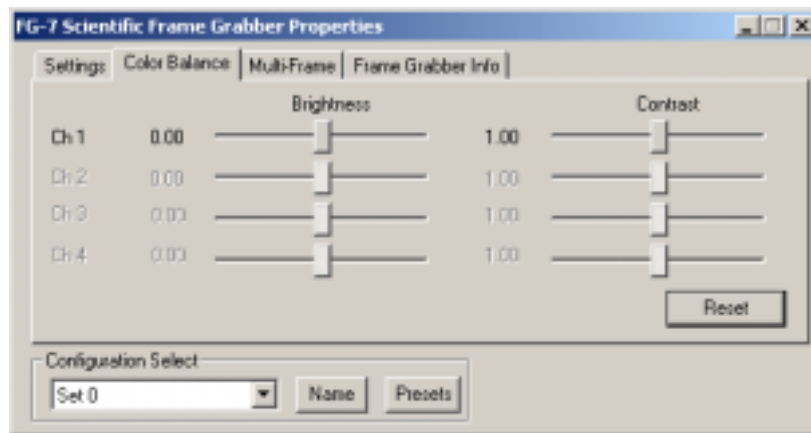 FG-7 Scientific Frame Grabber Properties
Settings Color Balance Multi-Frame Frame Grabber Info
Brightness Contrast
Ch 1 0.00 1.00
Ch 2 0.00 1.00
Ch 3 0.00 1.00
Ch 4 0.00 1.00
Reset
Configuration Select
Set 0 Name Presets